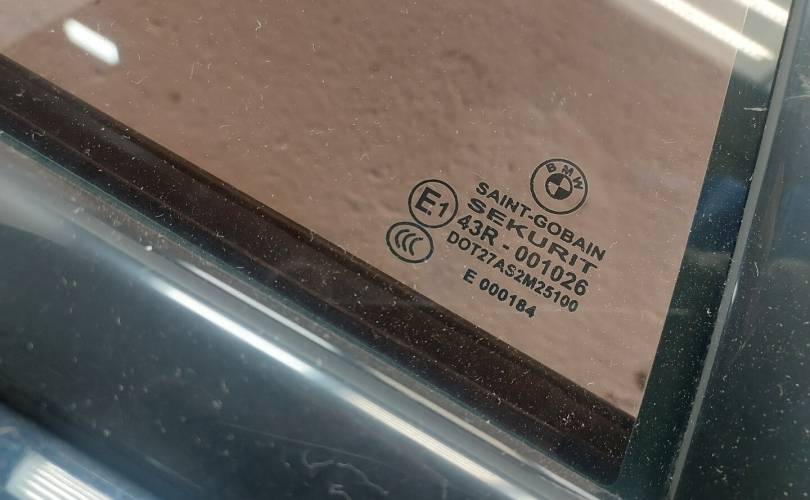 BMW
E1
SAINT-GOBAIN
SEKURIT
43R - 001026
DOT27AS2M25100
E 000184